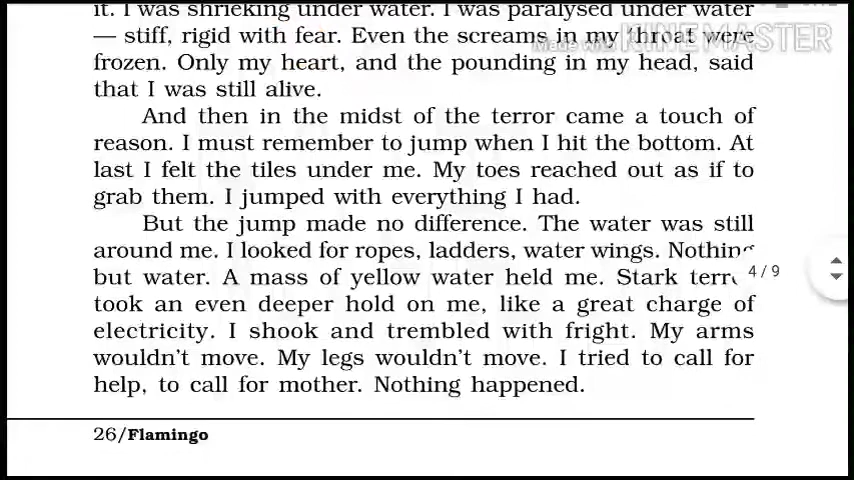 it. I was shrieking under water. I was paralysed under water
— stiff, rigid with fear. Even the screams in my throat were
frozen. Only my heart, and the pounding in my head, said
that I was still alive.
And then in the midst of the terror came a touch of
reason. I must remember to jump when I hit the bottom. At
last I felt the tiles under me. My toes reached out as if to
grab them. I jumped with everything I had.
But the jump made no difference. The water was still
around me. I looked for ropes, ladders, water wings. Nothing
but water. A mass of yellow water held me. Stark
took an even deeper hold on me, like a great charge of
electricity. I shook and trembled with fright. My arms
wouldn't move. My legs wouldn't move. I tried to call for
help, to call for mother. Nothing happened.
26/Flamingo
Made with KINEMASTER
4/9